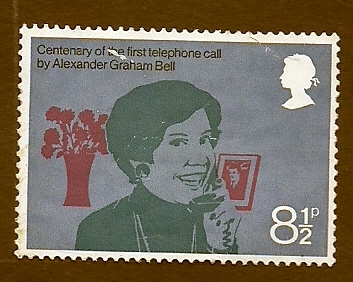 Centenary of the first telephone call
by Alexander Graham Bell
8½P